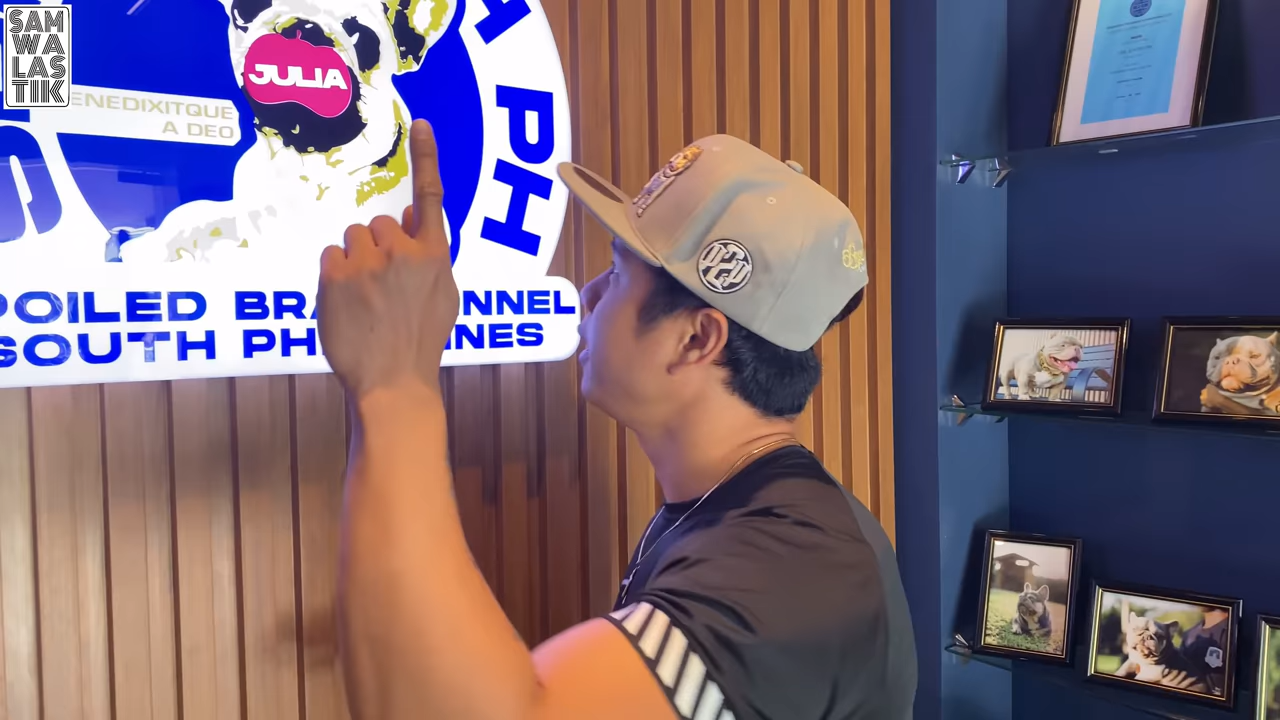 SAM
WA
LAS
TIK
JULIA
ENEDIXITQUE
A DEO
A PH
POILED BRA NNEL
SOUTH PH NES